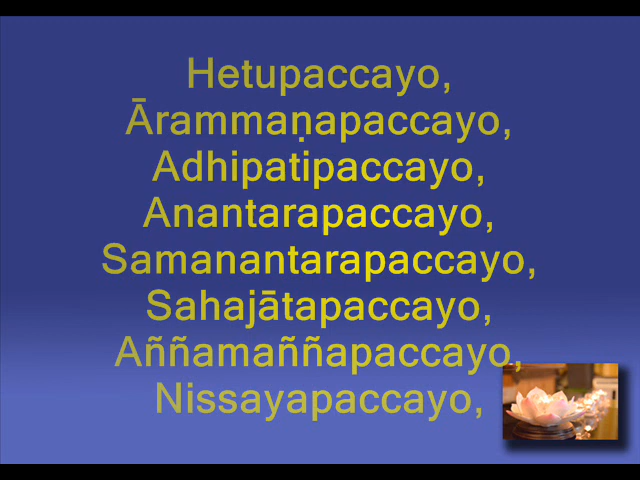 Hetupaccayo,
Ārammaṇapaccayo,
Adhipatipaccayo,
Anantarapaccayo,
Samanantarapaccayo,
Sahajātapaccayo,
Aññamaññapaccayo,
Nissayapaccayo,